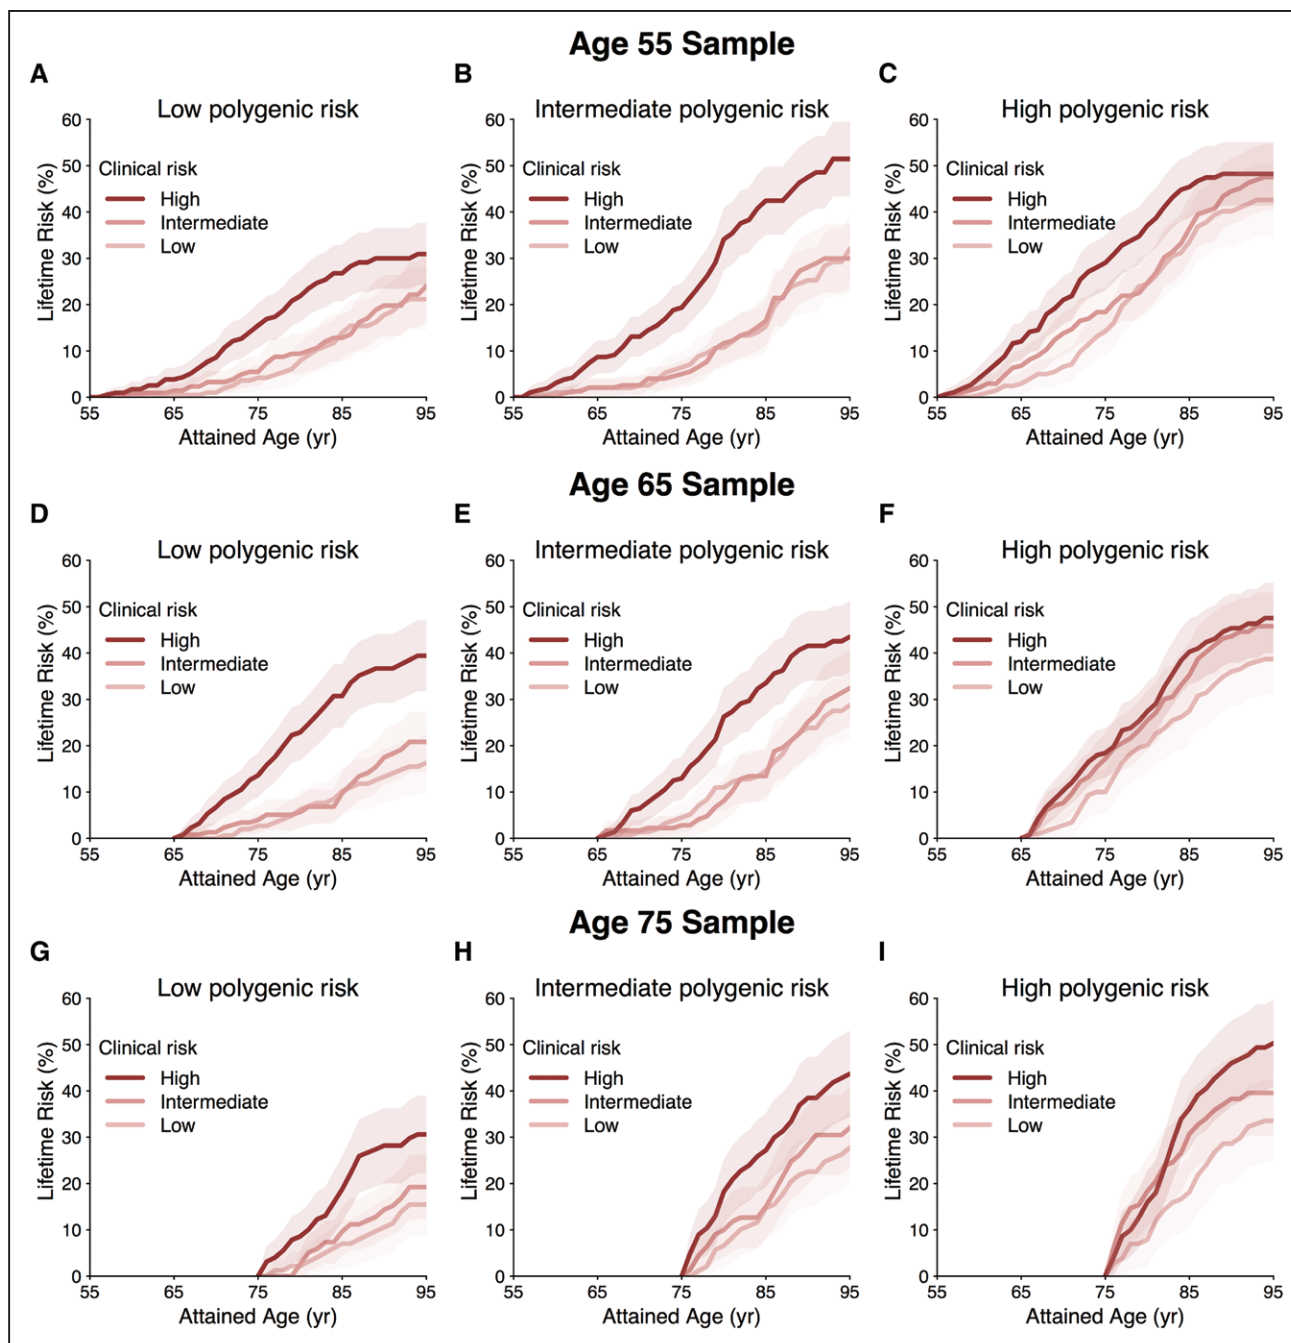 Age 55 Sample
A
B
C
Low polygenic risk
Intermediate polygenic risk
High polygenic risk
60
50
40
30
20
10
0
Lifetime Risk (%)
Clinical risk
High
Intermediate
Low
55
65
75
85
95
Attained Age (yr)
60
50
40
30
20
10
0
Lifetime Risk (%)
Clinical risk
High
Intermediate
Low
55
65
75
85
95
Attained Age (yr)
60
50
40
30
20
10
0
Lifetime Risk (%)
Clinical risk
High
Intermediate
Low
55
65
75
85
95
Attained Age (yr)
Age 65 Sample
D
E
F
Low polygenic risk
Intermediate polygenic risk
High polygenic risk
60
50
40
30
20
10
0
Lifetime Risk (%)
Clinical risk
High
Intermediate
Low
55
65
75
85
95
Attained Age (yr)
60
50
40
30
20
10
0
Lifetime Risk (%)
Clinical risk
High
Intermediate
Low
55
65
75
85
95
Attained Age (yr)
60
50
40
30
20
10
0
Lifetime Risk (%)
Clinical risk
High
Intermediate
Low
55
65
75
85
95
Attained Age (yr)
Age 75 Sample
G
H
I
Low polygenic risk
Intermediate polygenic risk
High polygenic risk
60
50
40
30
20
10
0
Lifetime Risk (%)
Clinical risk
High
Intermediate
Low
55
65
75
85
95
Attained Age (yr)
60
50
40
30
20
10
0
Lifetime Risk (%)
Clinical risk
High
Intermediate
Low
55
65
75
85
95
Attained Age (yr)
60
50
40
30
20
10
0
Lifetime Risk (%)
Clinical risk
High
Intermediate
Low
55
65
75
85
95
Attained Age (yr)